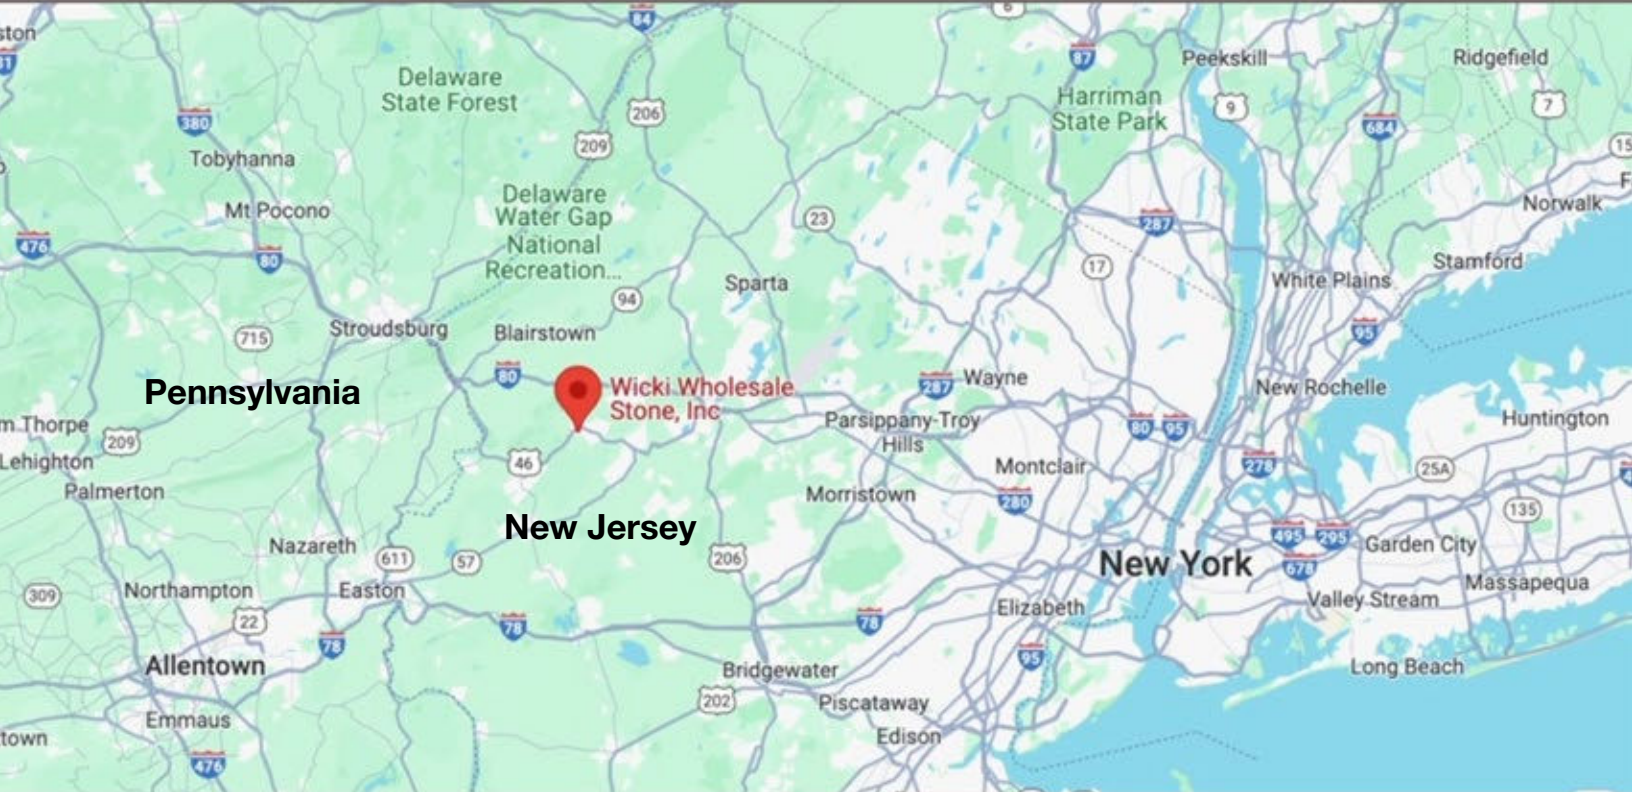 84
6
ston
81
87
Peekskill
Ridgefield
Delaware
State Forest
380
206
209
Harriman
State Park
9
7
684
15
Tobyhanna
Delaware
Water Gap
National
Recreation...
Mt Pocono
23
287
Norwalk
F
476
80
17
Stamford
White Plains
Sparta
94
Stroudsburg
Blairstown
715
95
80
Wicki Wholesale
Stone, Inc
287
Wayne
New Rochelle
Pennsylvania
m Thorpe
209
Parsippany-Troy
Hills
80
95
Huntington
Lehighton
46
Montclair
278
25A
4
Palmerton
Morristown
280
135
New Jersey
495
295
Garden City
Nazareth
611
57
206
New York
678
Massapequa
309
Northampton
Easton
Elizabeth
Valley Stream
22
78
78
78
95
Allentown
Bridgewater
Long Beach
202
Piscataway
Emmaus
Edison
town
476